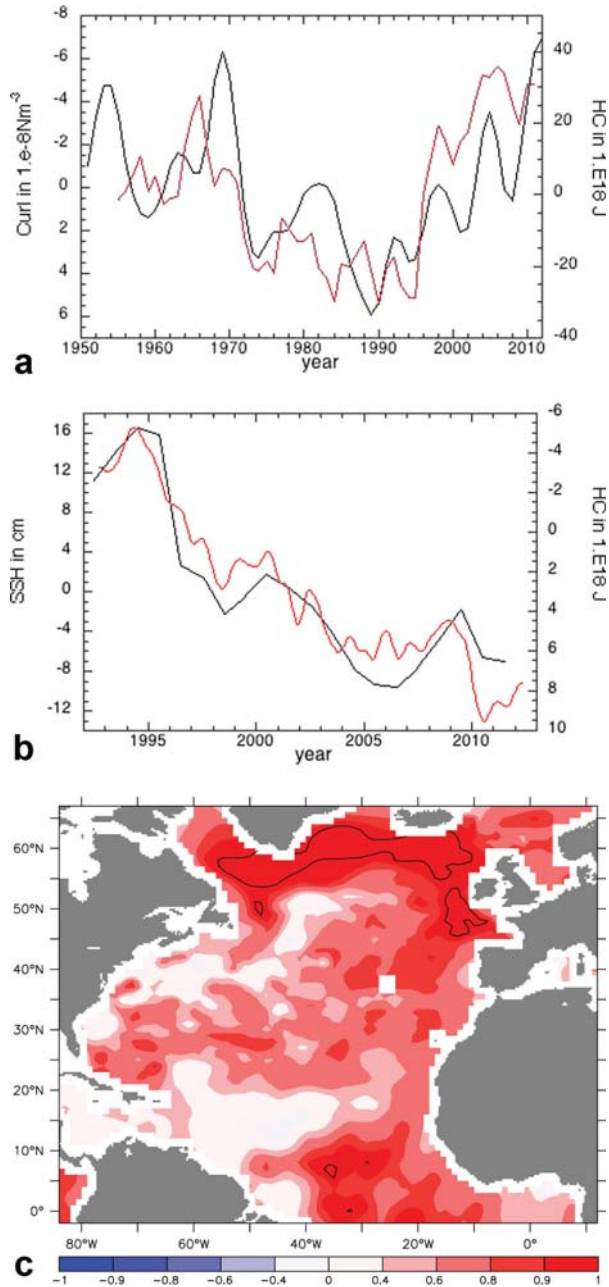 -8
-6
-4
-2
0
2
4
6
Curl in 1.e-8Nm-3
40
20
0
-20
-40
HC in 1.E18 J
1950 1960 1970 1980 1990 2000 2010
year
a
16
12
8
4
0
-4
-8
-12
SSH in cm
-6
-4
-2
0
2
4
6
8
10
HC in 1.E18 J
1995 2000 2005 2010
year
b
60°N
50°N
40°N
30°N
20°N
10°N
0°
80°W 60°W 40°W 20°W 0°
c
-1 -0.9 -0.8 -0.6 -0.4 0 0.4 0.6 0.8 0.9 1